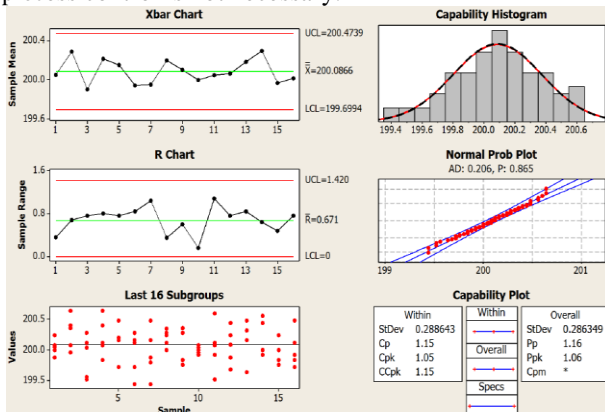 Xbar Chart
Sample Mean
200.4
200.0
199.6
1 3 5 7 9 11 13 15
UCL=200.4739
X=200.0866
LCL=199.6994
Capability Histogram
199.4 199.6 199.8 200.0 200.2 200.4 200.6
R Chart
Sample Range
1.6
0.8
0.0
1 3 5 7 9 11 13 15
UCL=1.420
R=0.671
LCL=0
Normal Prob Plot
AD: 0.206, P: 0.865
199 200 201
Last 16 Subgroups
Values
200.5
200.0
199.5
5 10 15
Sample
Capability Plot
Within
StDev 0.288643
Cp 1.15
Cpk 1.05
CCpk 1.15
Within
Overall
Specs
Overall
StDev 0.286349
Pp 1.16
Ppk 1.06
Cpm *